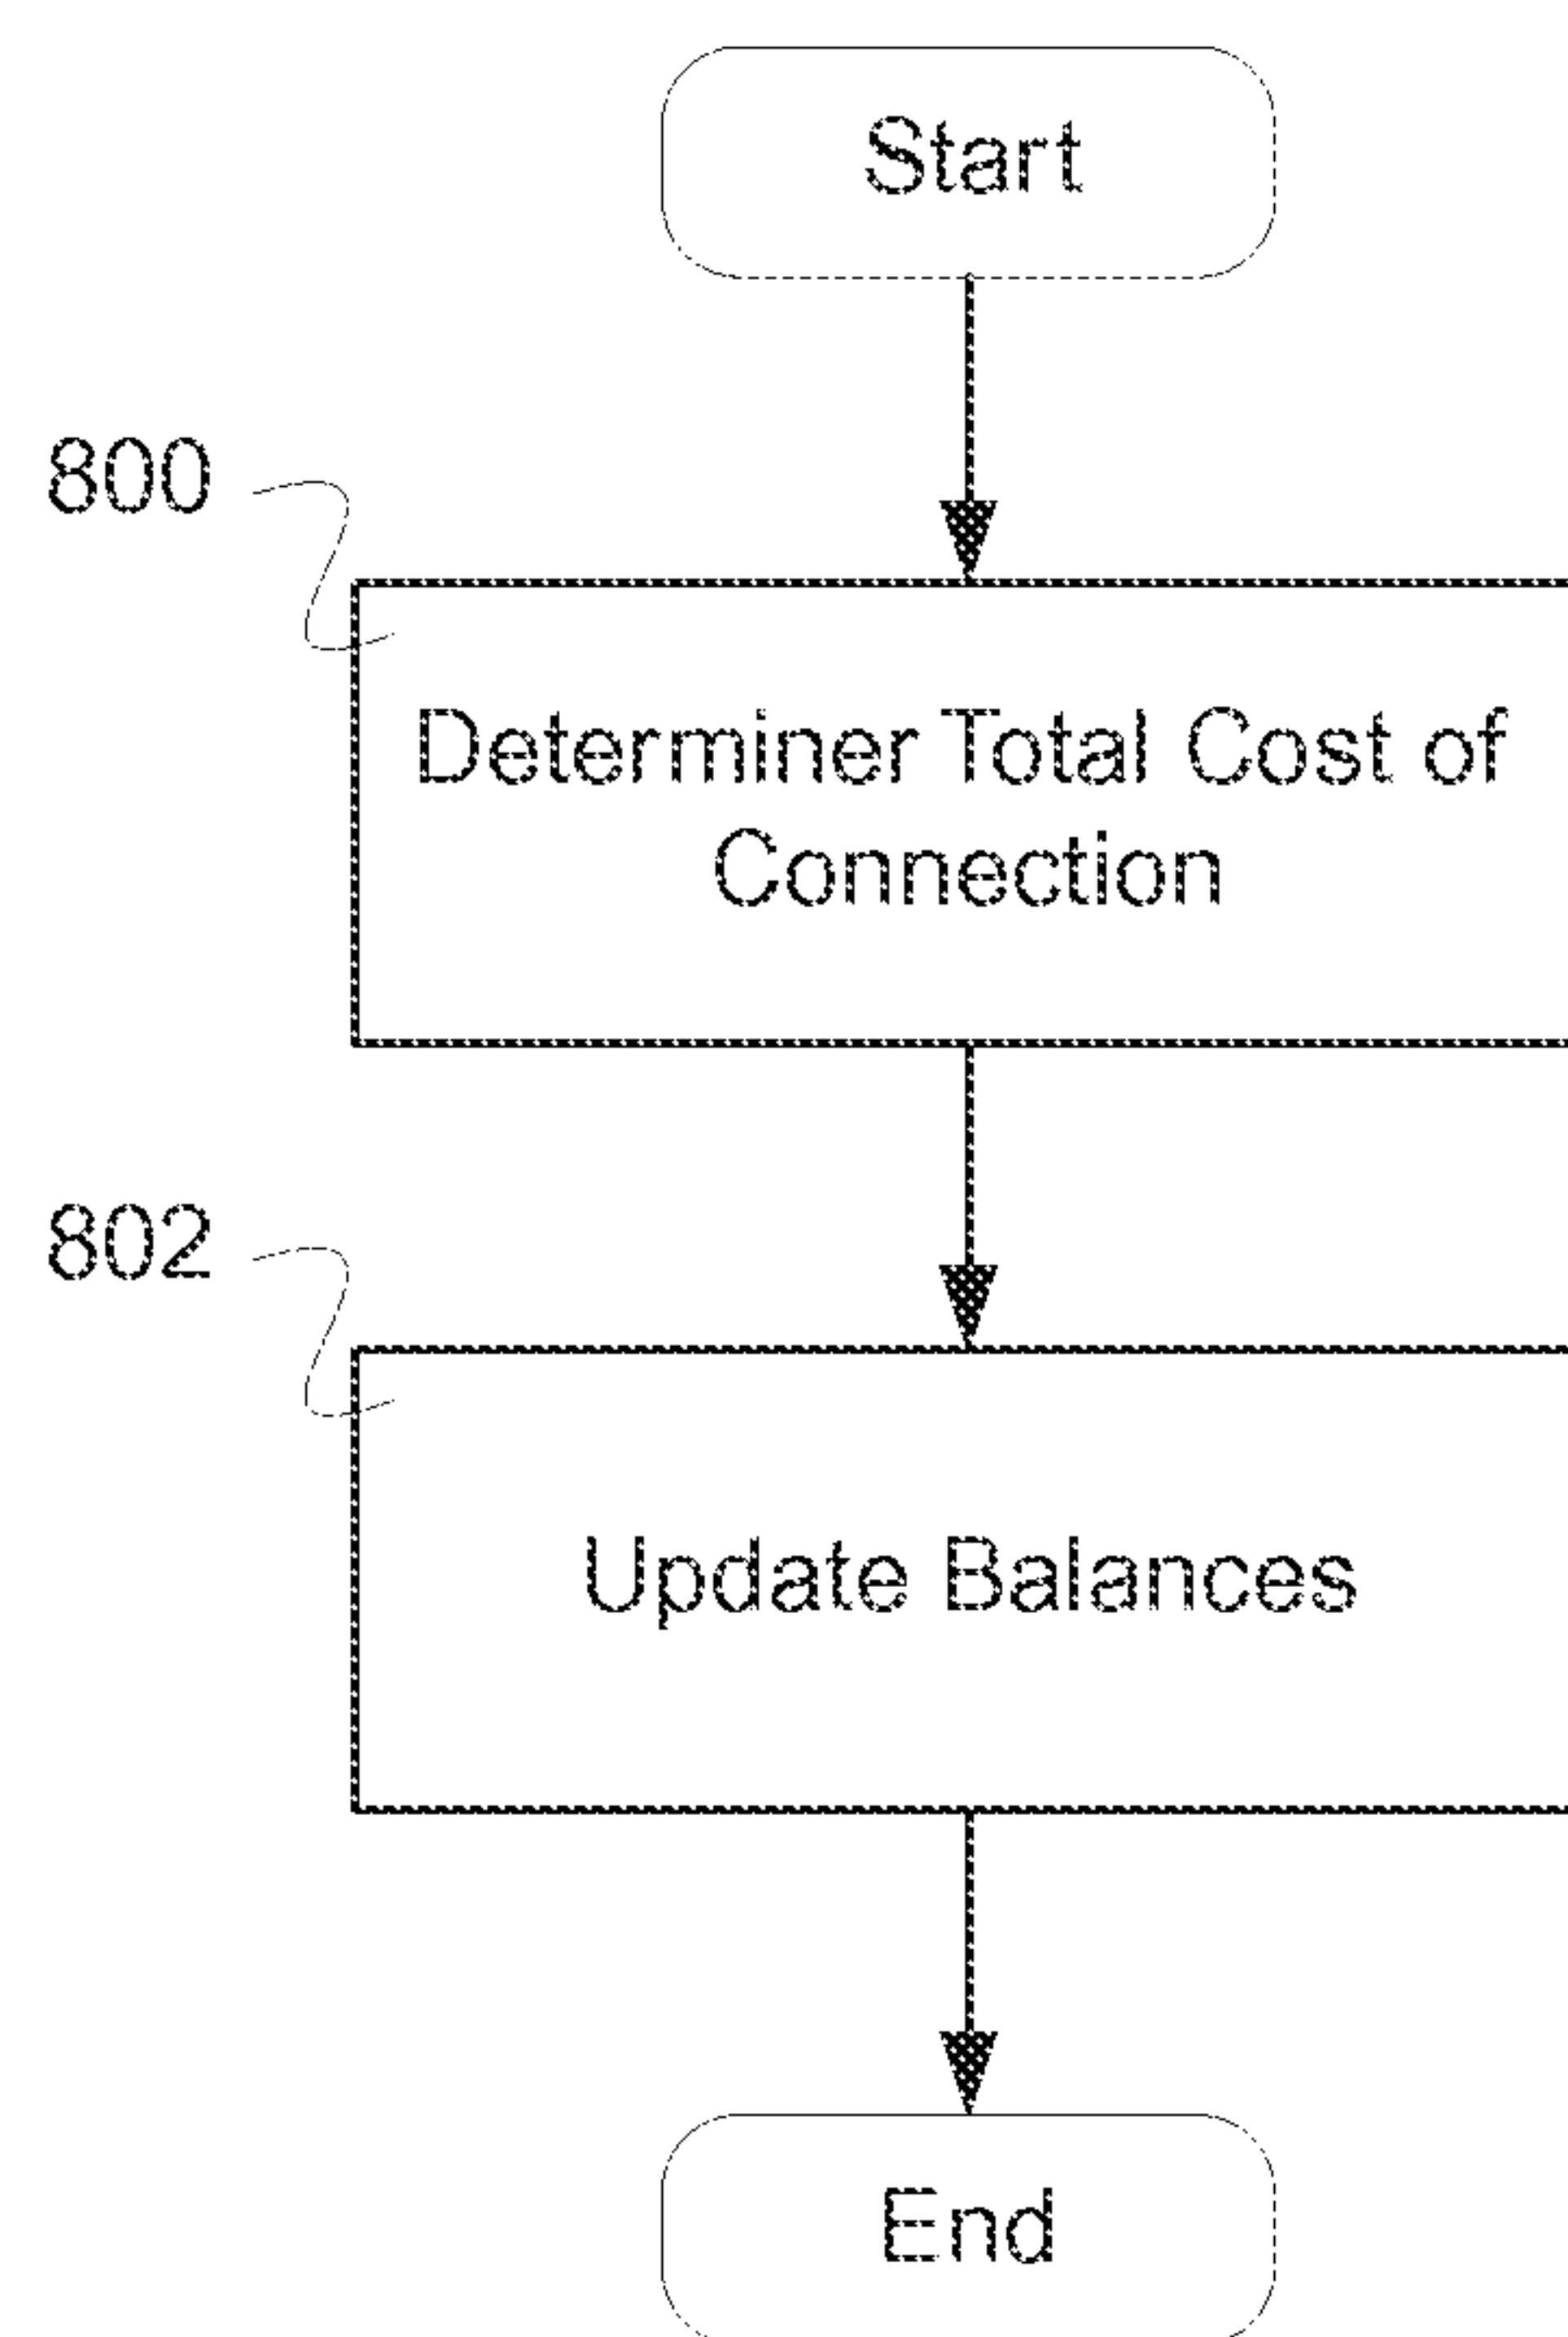 Start
800
Determiner Total Cost of
Connection
802
Update Balances
End